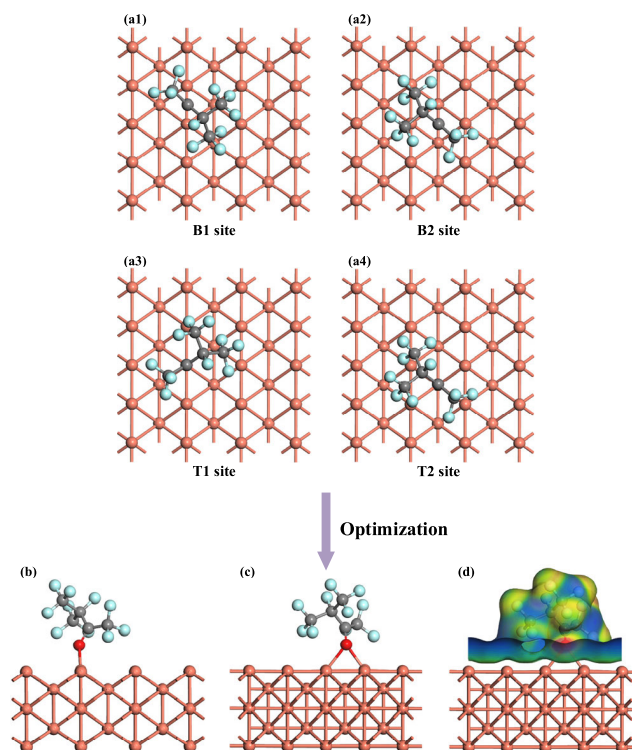 (a1)
(a2)
B1 site
B2 site
(a3)
(a4)
T1 site
T2 site
Optimization
(b)
(c)
(d)